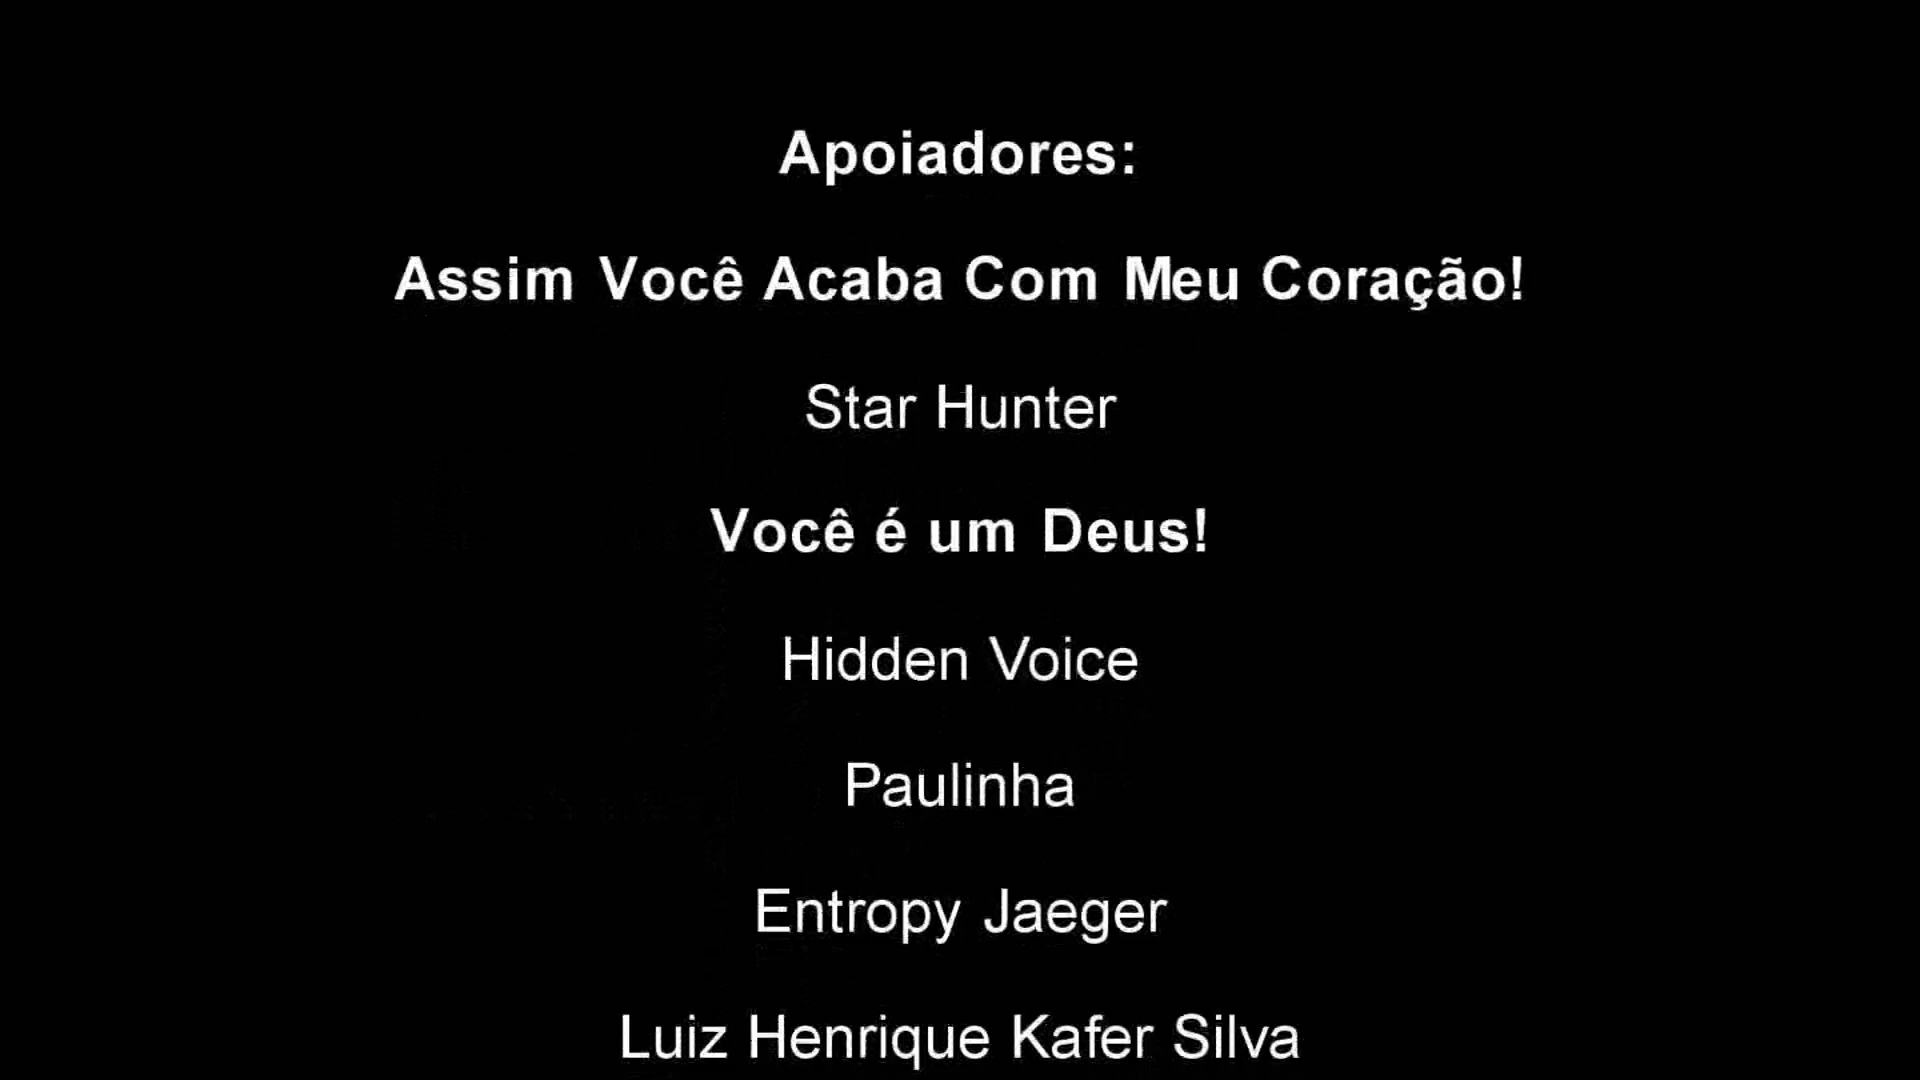 Apoiadores:
Assim Você Acaba Com Meu Coração!
Star Hunter
Você é um Deus!
Hidden Voice
Paulinha
Entropy Jaeger
Luiz Henrique Kafer Silva